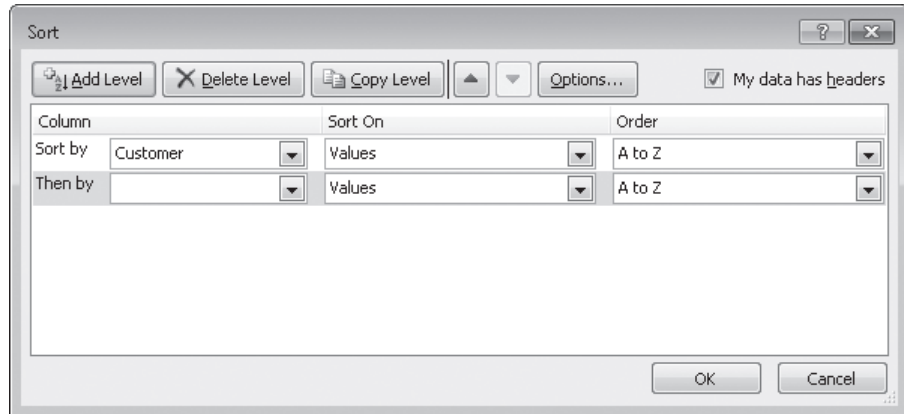 Sort
Add Level Delete Level Copy Level Options... My data has headers
Column Sort On Order
Sort by Customer Values A to Z
Then by Values A to Z
OK Cancel